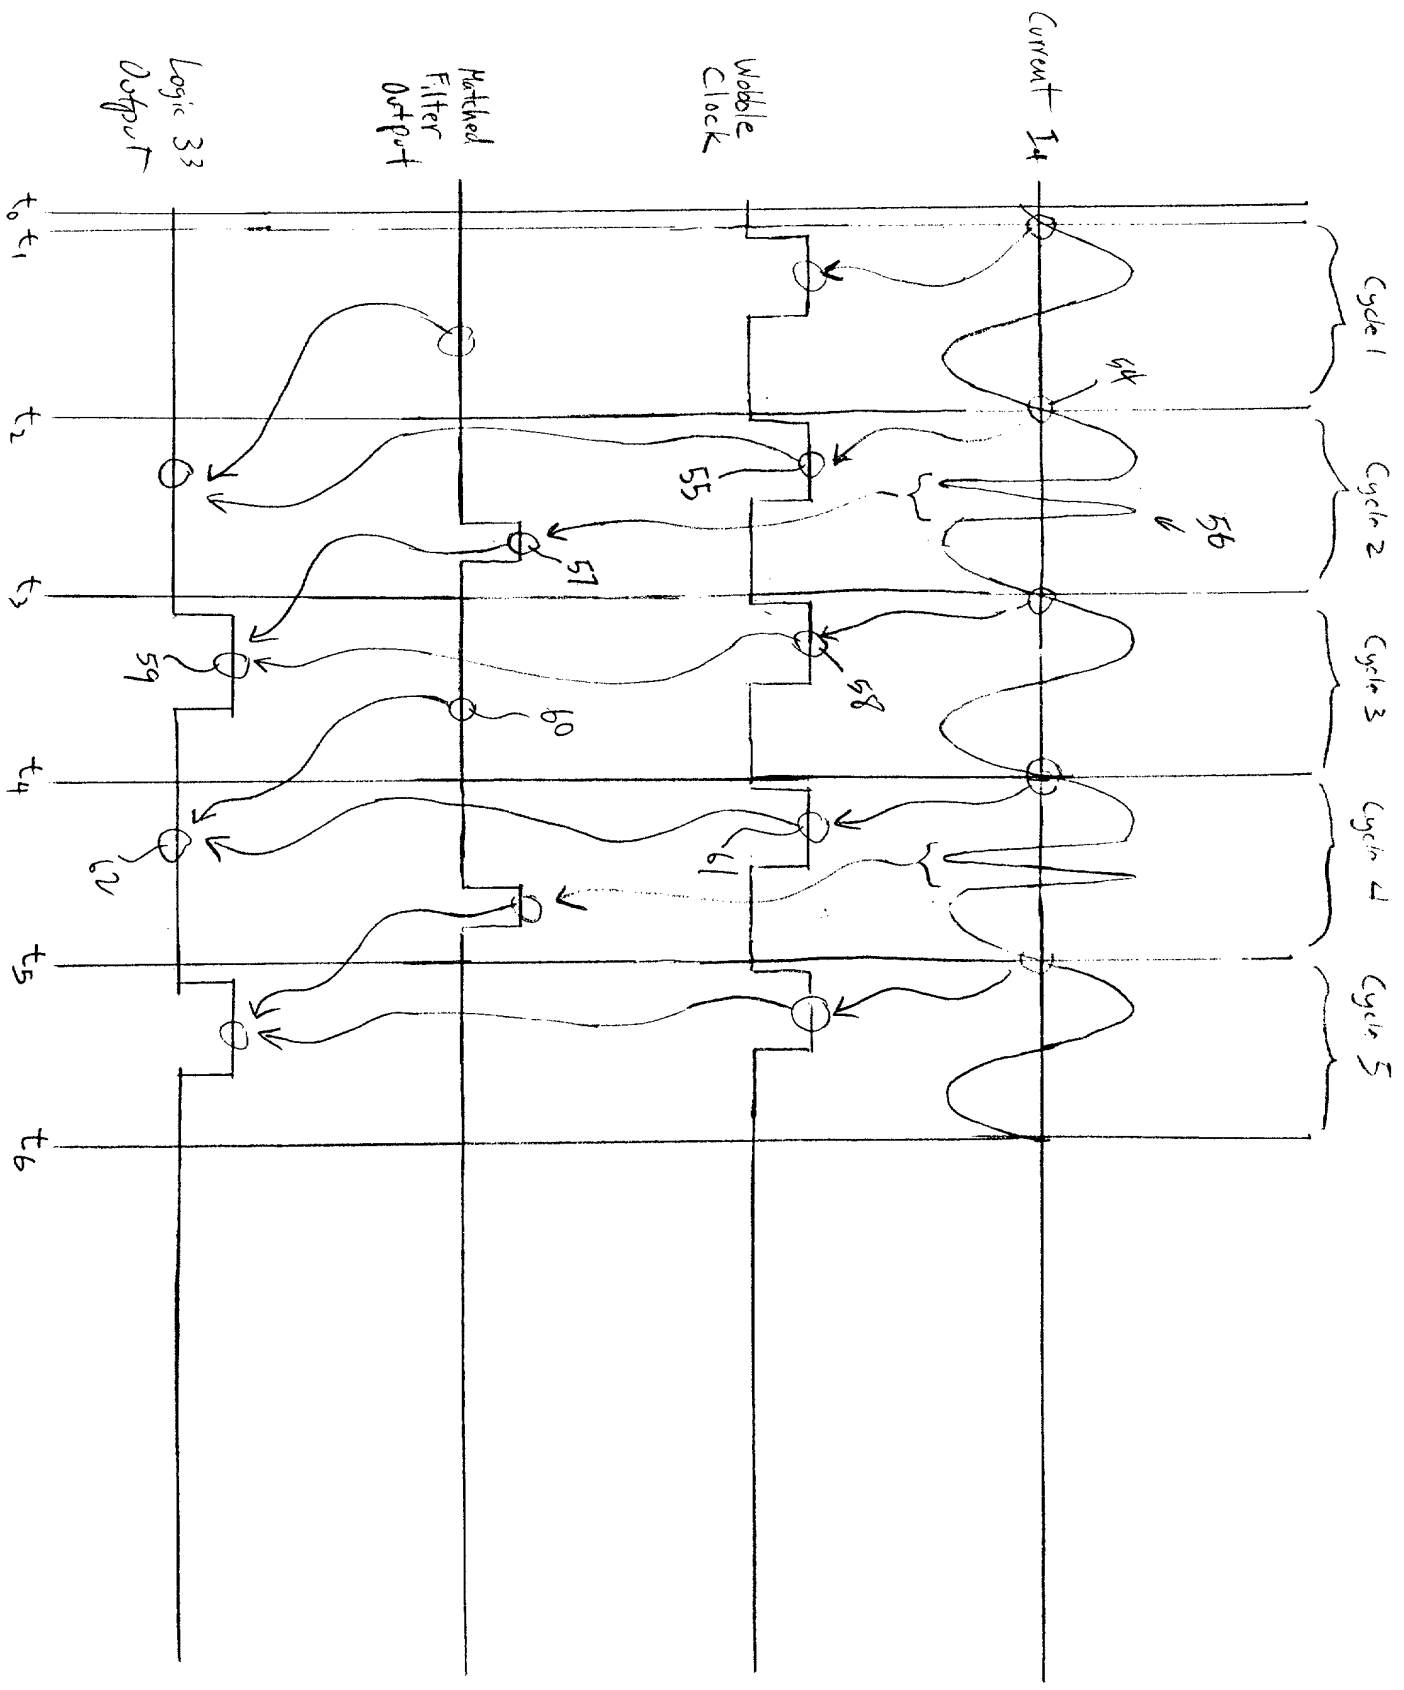 Cycle 1
Cycle 2
Cycle 3
Cycle 4
Cycle 5
54
56
Current I4
Wobble
Clock
55
58
61
Matched
Filter
Output
57
60
Logic 33
Output
59
62
t0
t1
t2
t3
t4
t5
t6